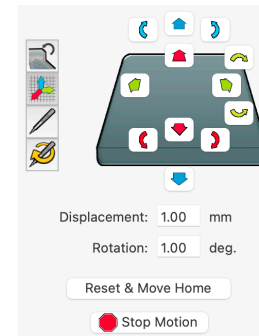 Displacement: 1.00 mm
Rotation: 1.00 deg.
Reset & Move Home
Stop Motion